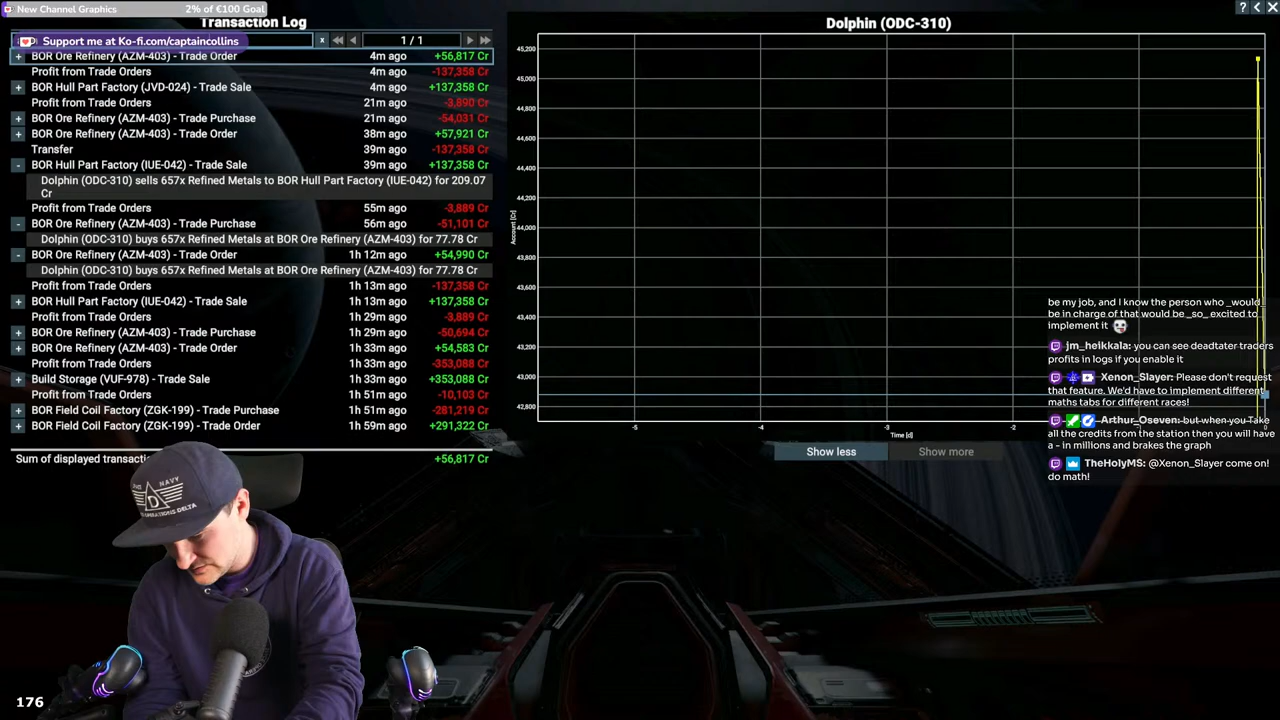 New Channel Graphics
2% of €100 Goal
Transaction Log
Support me at Ko-fi.com/captaincollins
x
1 / 1
+ BOR Ore Refinery (AZM-403) - Trade Order 4m ago +56,817 Cr
Profit from Trade Orders 4m ago -137,358 Cr
+ BOR Hull Part Factory (JVD-024) - Trade Sale 4m ago +137,358 Cr
Profit from Trade Orders 21m ago -3,890 Cr
+ BOR Ore Refinery (AZM-403) - Trade Purchase 21m ago -54,031 Cr
+ BOR Ore Refinery (AZM-403) - Trade Order 38m ago +57,921 Cr
Transfer 39m ago -137,358 Cr
- BOR Hull Part Factory (IUE-042) - Trade Sale 39m ago +137,358 Cr
Dolphin (ODC-310) sells 657x Refined Metals to BOR Hull Part Factory (IUE-042) for 209.07
Cr
Profit from Trade Orders 55m ago -3,889 Cr
- BOR Ore Refinery (AZM-403) - Trade Purchase 56m ago -51,101 Cr
Dolphin (ODC-310) buys 657x Refined Metals at BOR Ore Refinery (AZM-403) for 77.78 Cr
- BOR Ore Refinery (AZM-403) - Trade Order 1h 12m ago +54,990 Cr
Dolphin (ODC-310) buys 657x Refined Metals at BOR Ore Refinery (AZM-403) for 77.78 Cr
Profit from Trade Orders 1h 13m ago -137,358 Cr
+ BOR Hull Part Factory (IUE-042) - Trade Sale 1h 13m ago +137,358 Cr
Profit from Trade Orders 1h 29m ago -3,889 Cr
+ BOR Ore Refinery (AZM-403) - Trade Purchase 1h 29m ago -50,694 Cr
+ BOR Ore Refinery (AZM-403) - Trade Order 1h 33m ago +54,583 Cr
Profit from Trade Orders 1h 33m ago -353,088 Cr
+ Build Storage (VUF-978) - Trade Sale 1h 33m ago +353,088 Cr
Profit from Trade Orders 1h 51m ago -10,103 Cr
+ BOR Field Coil Factory (ZGK-199) - Trade Purchase 1h 51m ago -281,219 Cr
+ BOR Field Coil Factory (ZGK-199) - Trade Order 1h 59m ago +291,322 Cr
Sum of displayed transactio +56,817 Cr
NAVY
D
OPERATIONS DELTA
176
? < X
Dolphin (ODC-310)
45,200
45,000
44,800
44,600
44,400
44,200
44,000
43,800
43,600
43,400
43,200
43,000
42,800
Account [Cr]
-5 -4 -3 -2 0
Time [d]
Show less
Show more
be my job, and I know the person who _would_
be in charge of that would be _so_ excited to
implement it
jm_heikkala: you can see deadtater traders
profits in logs if you enable it
Xenon_Slayer: Please don't request
that feature. We'd have to implement different
maths tabs for different races!
Arthur_Oseven: but when you Take
all the credits from the station then you will have
a - in millions and brakes the graph
TheHolyMS: @Xenon_Slayer come on!
do math!